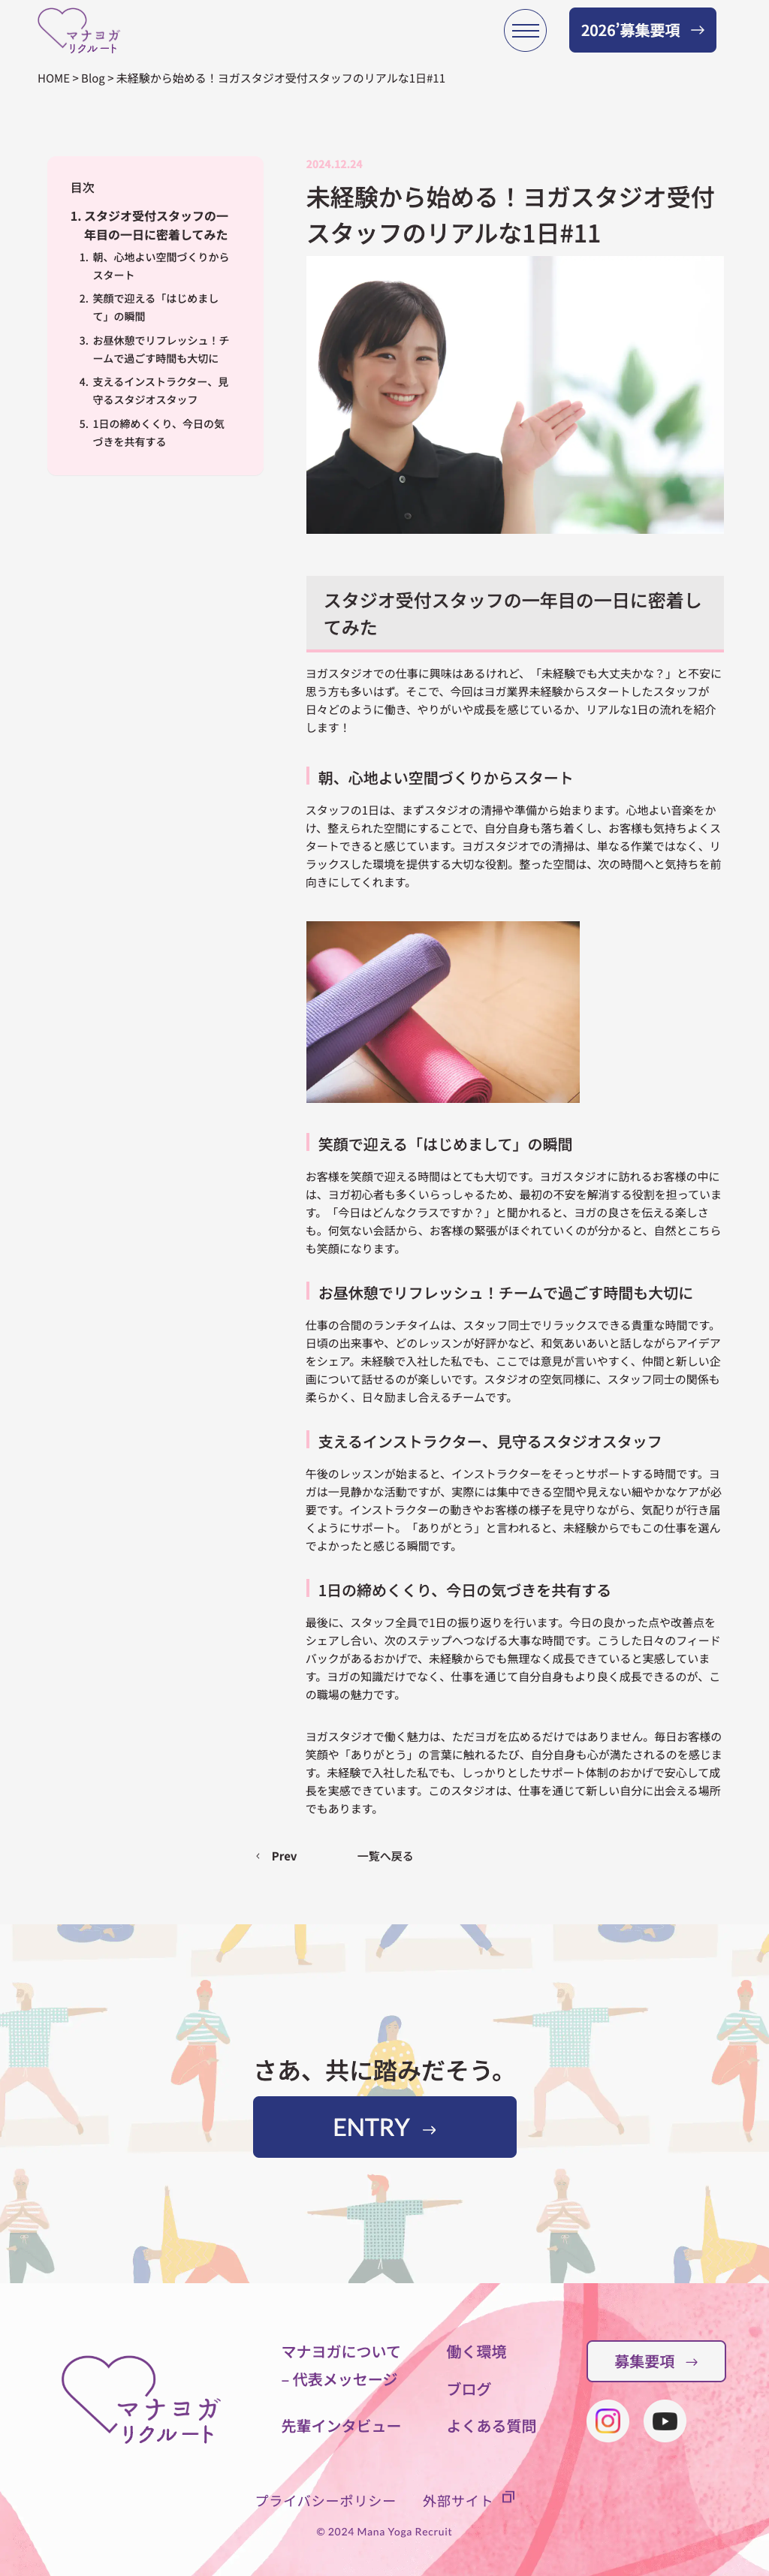 マナヨガ
リクルート
2026’募集要項
HOME > Blog > 未経験から始める！ヨガスタジオ受付スタッフのリアルな1日#11
目次
1. スタジオ受付スタッフの一
年目の一日に密着してみた
1. 朝、心地よい空間づくりから
スタート
2. 笑顔で迎える「はじめまし
て」の瞬間
3. お昼休憩でリフレッシュ！チ
ームで過ごす時間も大切に
4. 支えるインストラクター、見
守るスタジオスタッフ
5. 1日の締めくくり、今日の気
づきを共有する
2024.12.24
未経験から始める！ヨガスタジオ受付
スタッフのリアルな1日#11
スタジオ受付スタッフの一年目の一日に密着し
てみた
ヨガスタジオでの仕事に興味はあるけれど、「未経験でも大丈夫かな？」と不安に
思う方も多いはず。そこで、今回はヨガ業界未経験からスタートしたスタッフが
日々どのように働き、やりがいや成長を感じているか、リアルな1日の流れを紹介
します！
朝、心地よい空間づくりからスタート
スタッフの1日は、まずスタジオの清掃や準備から始まります。心地よい音楽をか
け、整えられた空間にすることで、自分自身も落ち着くし、お客様も気持ちよくス
タートできると感じています。ヨガスタジオでの清掃は、単なる作業ではなく、リ
ラックスした環境を提供する大切な役割。整った空間は、次の時間へと気持ちを前
向きにしてくれます。
笑顔で迎える「はじめまして」の瞬間
お客様を笑顔で迎える時間はとても大切です。ヨガスタジオに訪れるお客様の中に
は、ヨガ初心者も多くいらっしゃるため、最初の不安を解消する役割を担っていま
す。「今日はどんなクラスですか？」と聞かれると、ヨガの良さを伝える楽しさ
も。何気ない会話から、お客様の緊張がほぐれていくのが分かると、自然とこちら
も笑顔になります。
お昼休憩でリフレッシュ！チームで過ごす時間も大切に
仕事の合間のランチタイムは、スタッフ同士でリラックスできる貴重な時間です。
日頃の出来事や、どのレッスンが好評かなど、和気あいあいと話しながらアイデア
をシェア。未経験で入社した私でも、ここでは意見が言いやすく、仲間と新しい企
画について話せるのが楽しいです。スタジオの空気同様に、スタッフ同士の関係も
柔らかく、日々励まし合えるチームです。
支えるインストラクター、見守るスタジオスタッフ
午後のレッスンが始まると、インストラクターをそっとサポートする時間です。ヨ
ガは一見静かな活動ですが、実際には集中できる空間や見えない細やかなケアが必
要です。インストラクターの動きやお客様の様子を見守りながら、気配りが行き届
くようにサポート。「ありがとう」と言われると、未経験からでもこの仕事を選ん
でよかったと感じる瞬間です。
1日の締めくくり、今日の気づきを共有する
最後に、スタッフ全員で1日の振り返りを行います。今日の良かった点や改善点を
シェアし合い、次のステップへつなげる大事な時間です。こうした日々のフィード
バックがあるおかげで、未経験からでも無理なく成長できていると実感していま
す。ヨガの知識だけでなく、仕事を通じて自分自身もより良く成長できるのが、こ
の職場の魅力です。
ヨガスタジオで働く魅力は、ただヨガを広めるだけではありません。毎日お客様の
笑顔や「ありがとう」の言葉に触れるたび、自分自身も心が満たされるのを感じま
す。未経験で入社した私でも、しっかりとしたサポート体制のおかげで安心して成
長を実感できています。このスタジオは、仕事を通じて新しい自分に出会える場所
でもあります。
Prev
一覧へ戻る
さあ、共に踏みだそう。
ENTRY
マナヨガ
リクルート
マナヨガについて
– 代表メッセージ
先輩インタビュー
働く環境
ブログ
よくある質問
募集要項
プライバシーポリシー
外部サイト
© 2024 Mana Yoga Recruit